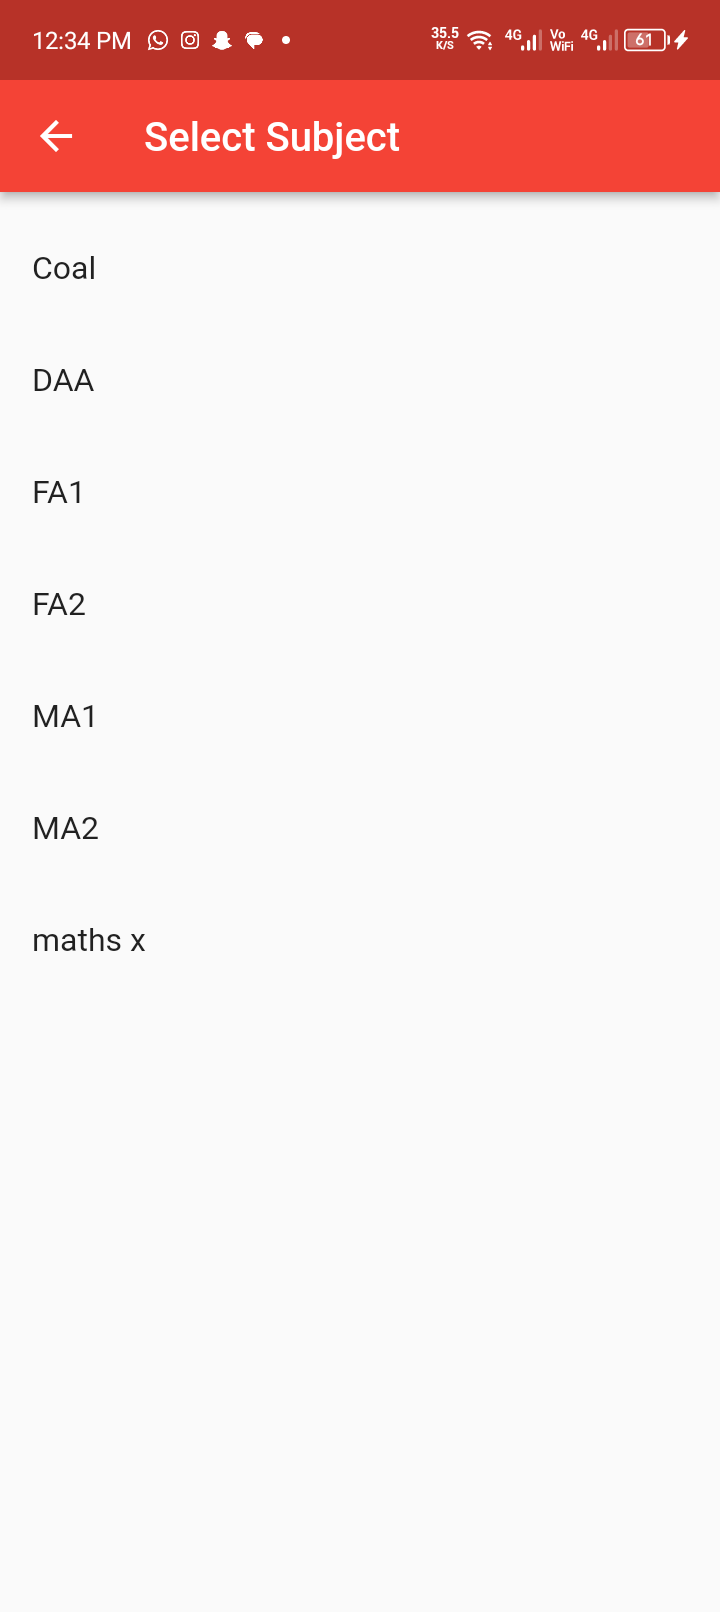 12:34 PM 35.5 K/S 4G Vo WiFi 4G 61
Select Subject
Coal
DAA
FA1
FA2
MA1
MA2
maths x